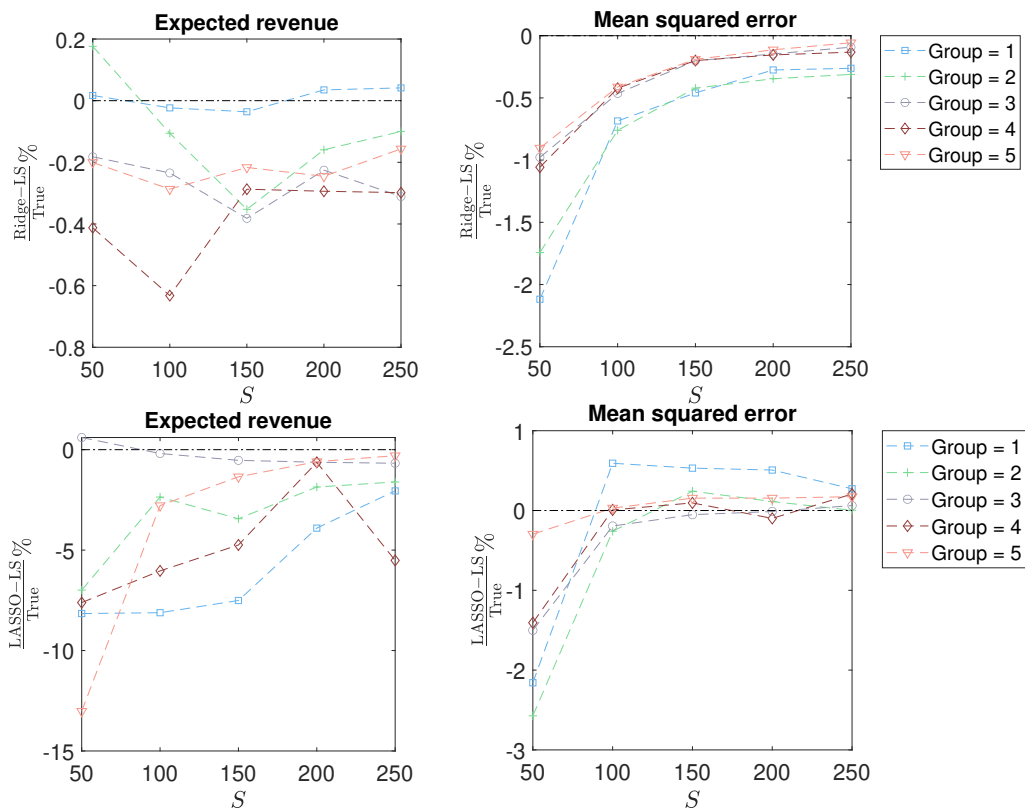 Expected revenue
0.2
0
-0.2
-0.4
-0.6
-0.8
50 100 150 200 250
S
Ridge−LS
True
%
Mean squared error
0
-0.5
-1
-1.5
-2
-2.5
50 100 150 200 250
S
Ridge−LS
True
%
Group = 1
Group = 2
Group = 3
Group = 4
Group = 5
Expected revenue
0
-5
-10
-15
50 100 150 200 250
S
LASSO−LS
True
%
Mean squared error
1
0
-1
-2
-3
50 100 150 200 250
S
LASSO−LS
True
%
Group = 1
Group = 2
Group = 3
Group = 4
Group = 5